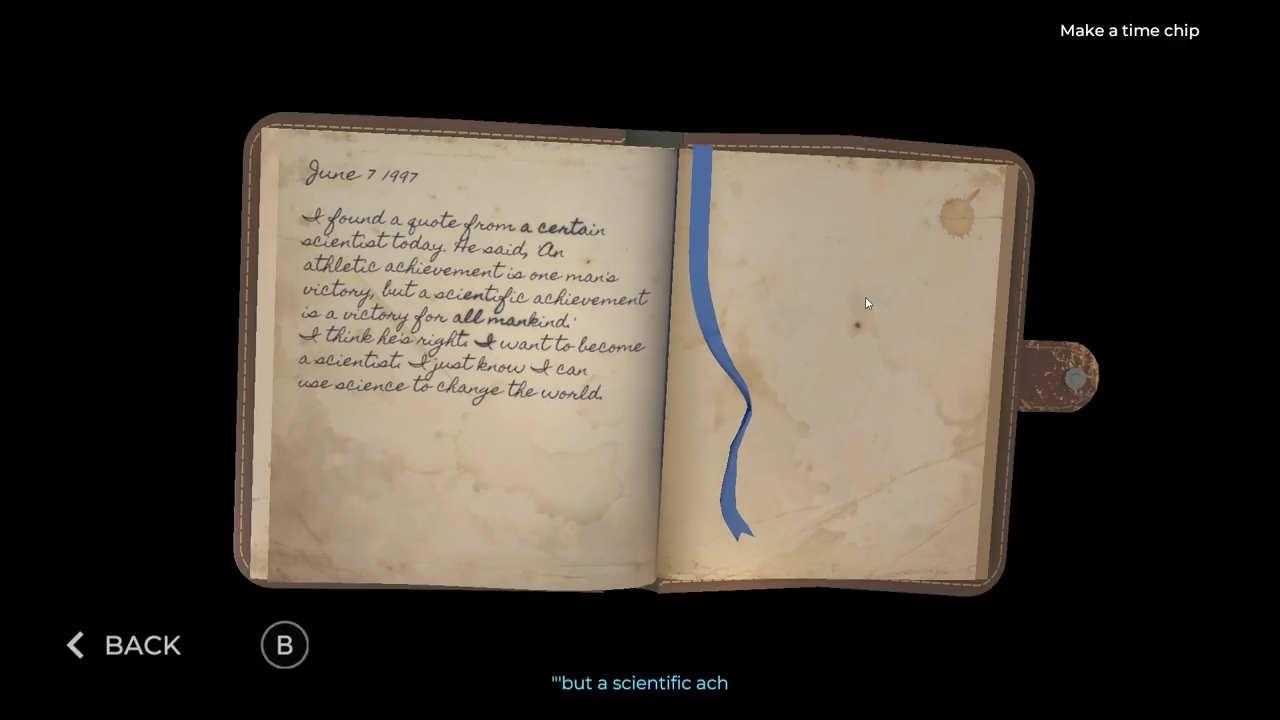 Make a time chip
June 7 1997
I found a quote from a certain
scientist today. He said, 'An
athletic achievement is one man's
victory, but a scientific achievement
is a victory for all mankind.'
I think he's right. I want to become
a scientist. I just know I can
use science to change the world.
BACK
B
"'but a scientific ach